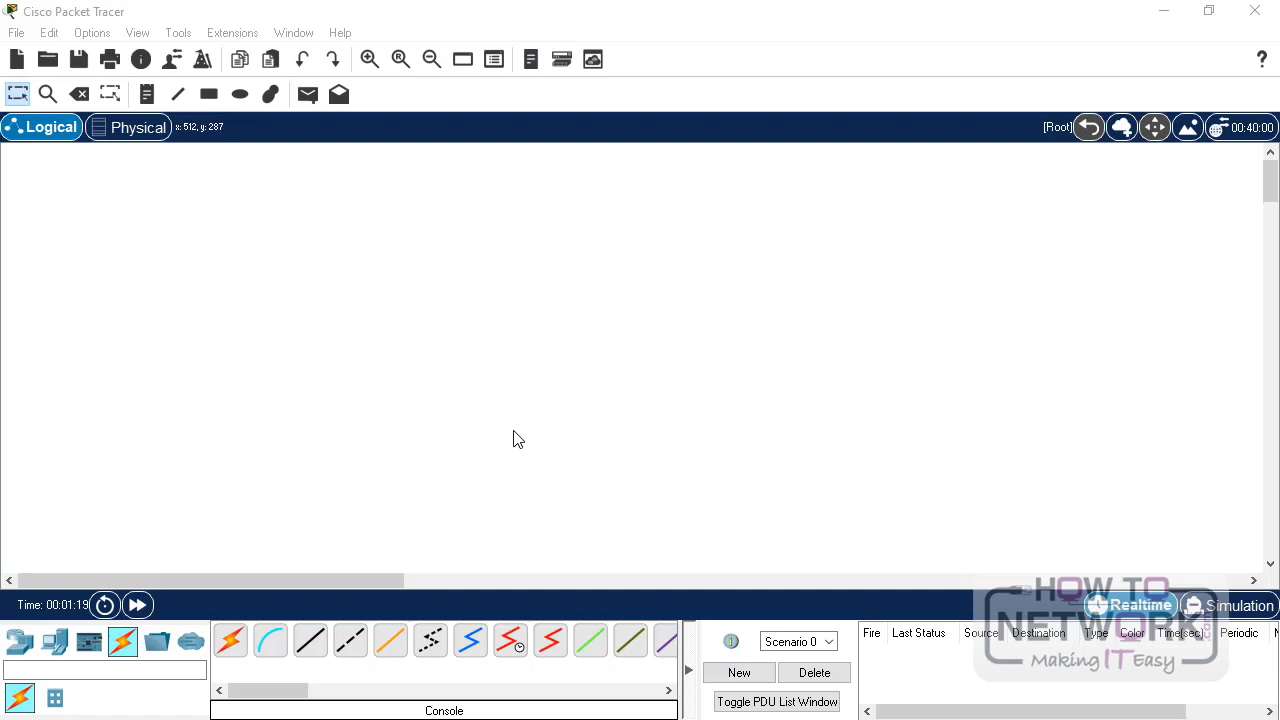 Cisco Packet Tracer
File Edit Options View Tools Extensions Window Help
Logical Physical x: 512, y: 287 [Root] 00:40:00
Time: 00:01:19 Realtime Simulation
Scenario 0
Fire Last Status Source Destination Type Color Time(sec) Periodic N
New Delete
Toggle PDU List Window
Console
HOW TO
NETWORK.com
Making IT Easy